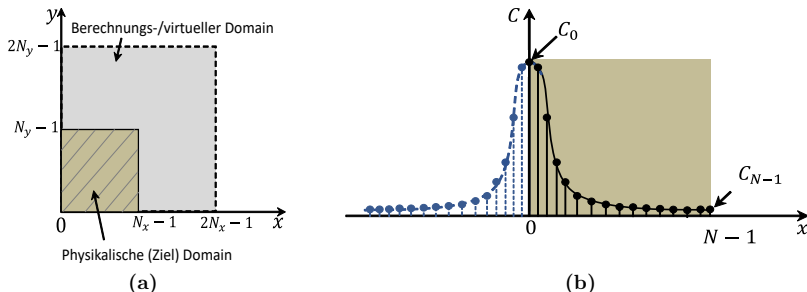 y
Berechnungs-/virtueller Domain
2N_y − 1
N_y − 1
0
N_x − 1
2N_x − 1
x
Physikalische (Ziel) Domain
(a)
C
C_0
C_{N−1}
0
N − 1
x
(b)